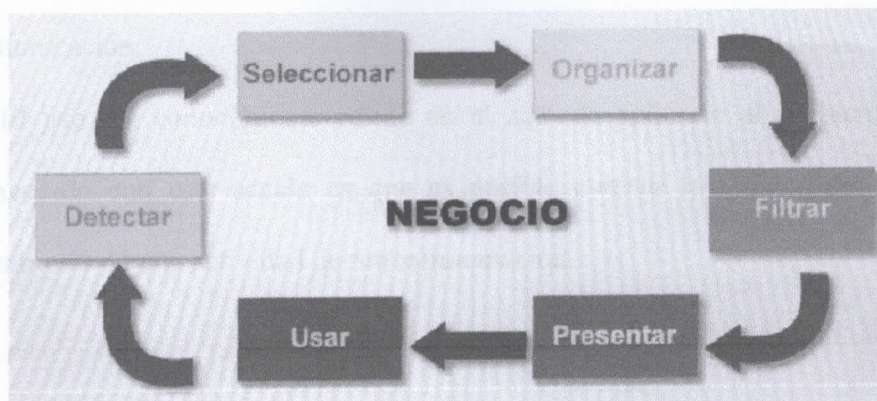 Seleccionar
Organizar
Detectar
NEGOCIO
Filtrar
Usar
Presentar